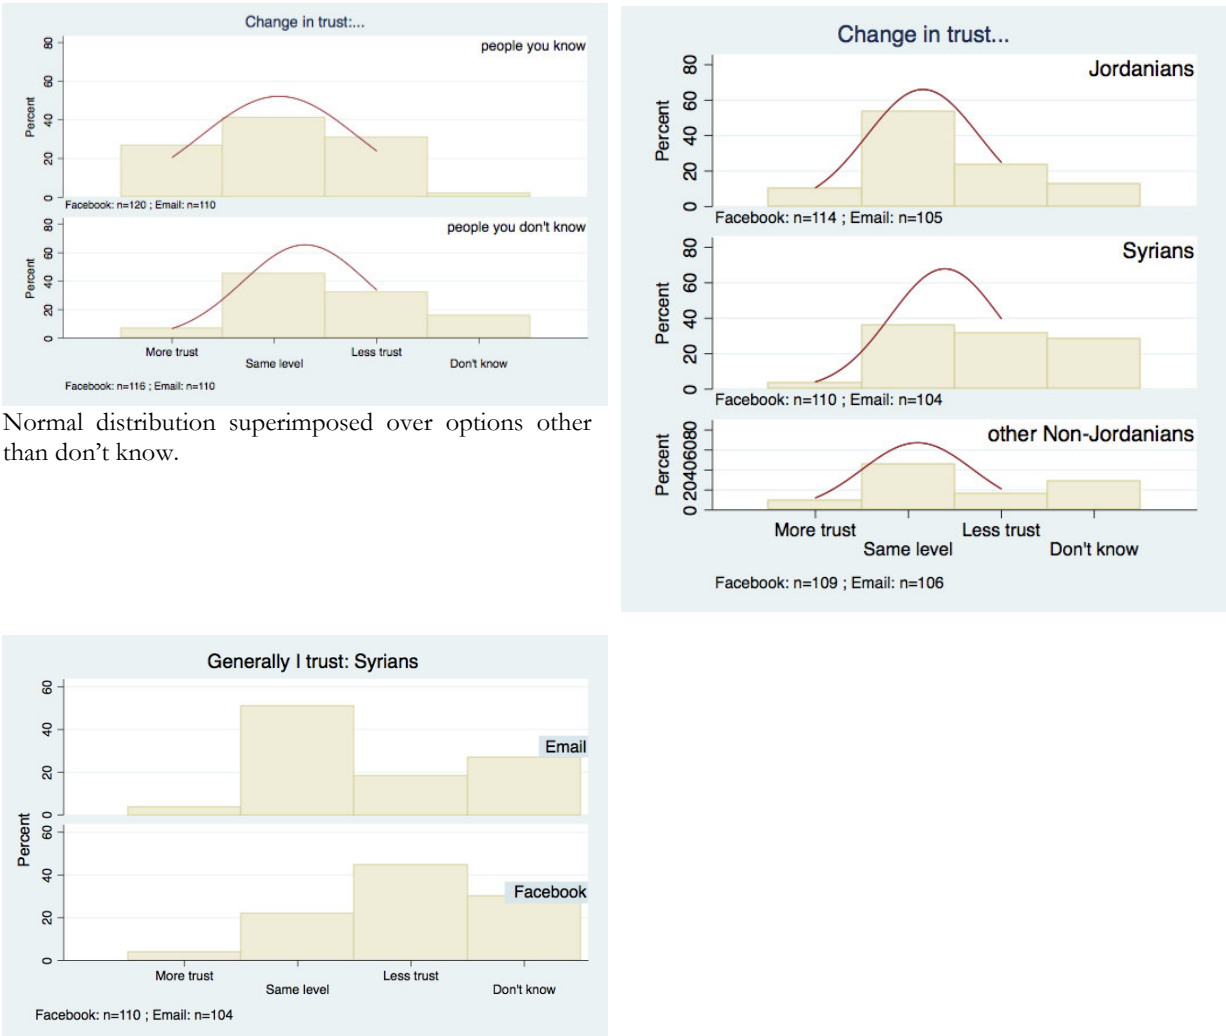 Change in trust:...
people you know
Percent
80
60
40
20
0
Facebook: n=120 ; Email: n=110
people you don't know
Percent
80
60
40
20
0
More trust
Same level
Less trust
Don't know
Facebook: n=116 ; Email: n=110
Normal distribution superimposed over options other
than don't know.
Change in trust...
Jordanians
Percent
80
60
40
20
0
Facebook: n=114 ; Email: n=105
Syrians
Percent
80
60
40
20
0
Facebook: n=110 ; Email: n=104
other Non-Jordanians
Percent
0 20406080
More trust
Same level
Less trust
Don't know
Facebook: n=109 ; Email: n=106
Generally I trust: Syrians
Percent
60
40
20
0
Email
60
40
20
0
Facebook
More trust
Same level
Less trust
Don't know
Facebook: n=110 ; Email: n=104